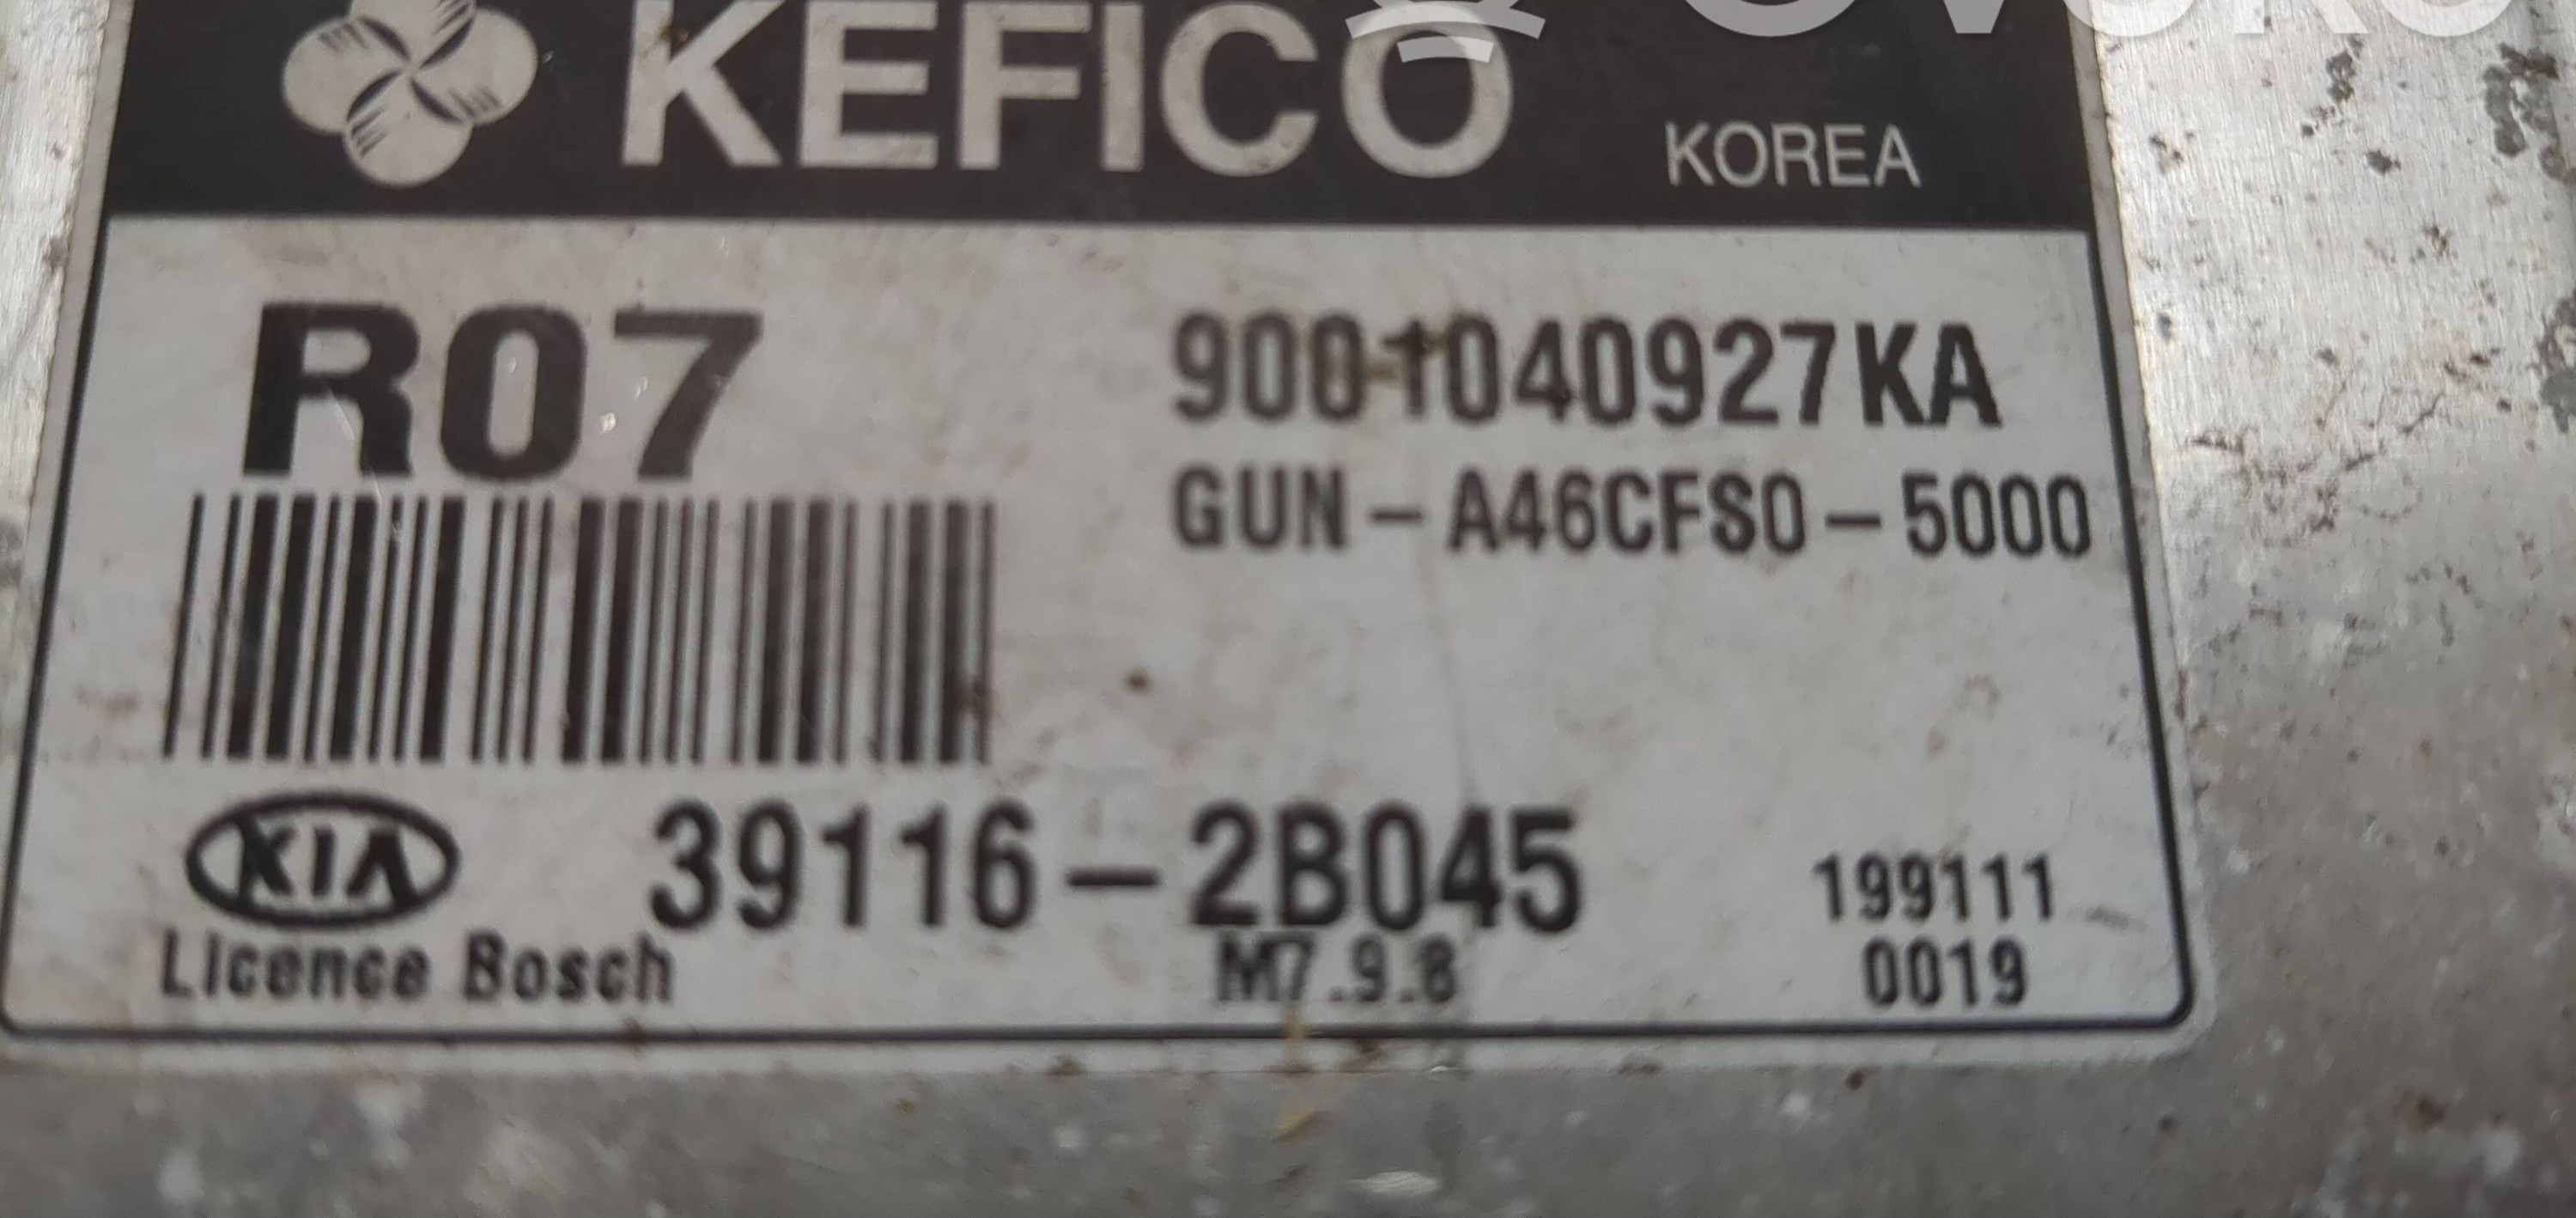 KEFICO
KOREA
R07
9001040927KA
GUN-A46CFS0-5000
KIA
39116-2B045
199111
Licence Bosch
M7.9.8
0019